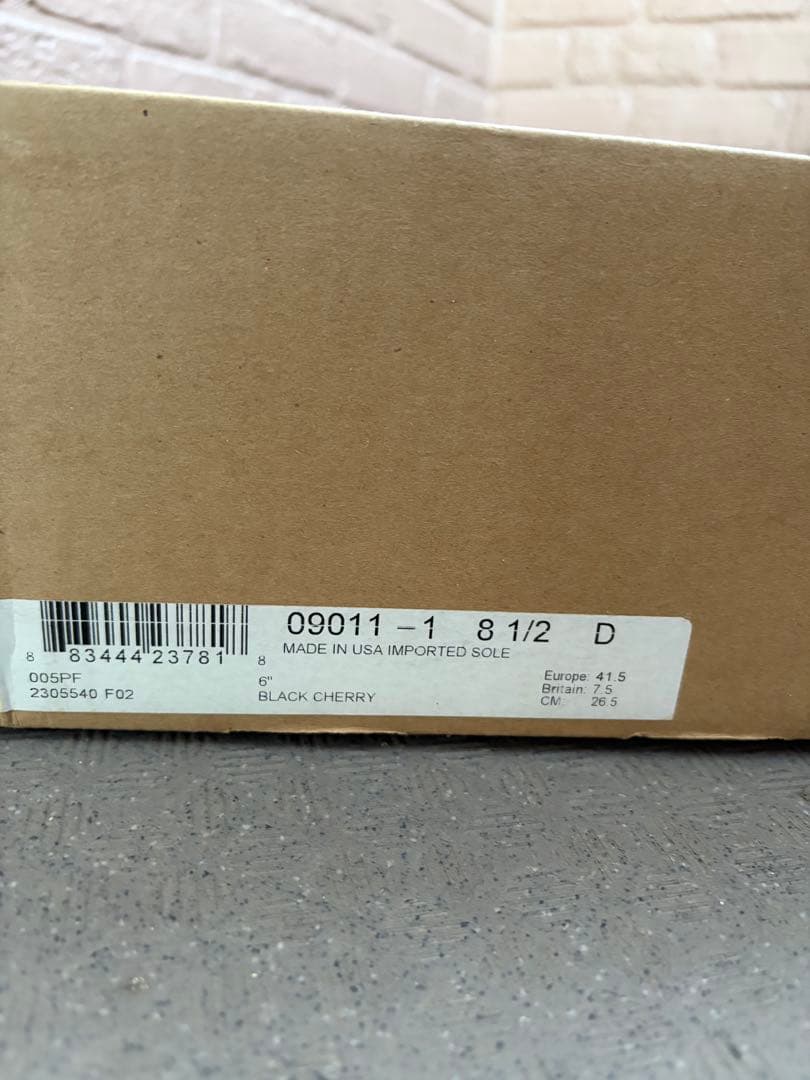 09011 – 1 8 1/2 D
MADE IN USA IMPORTED SOLE
8 83444 23781 8
005PF
2305540 F02
6"
BLACK CHERRY
Europe: 41.5
Britain: 7.5
CM: 26.5